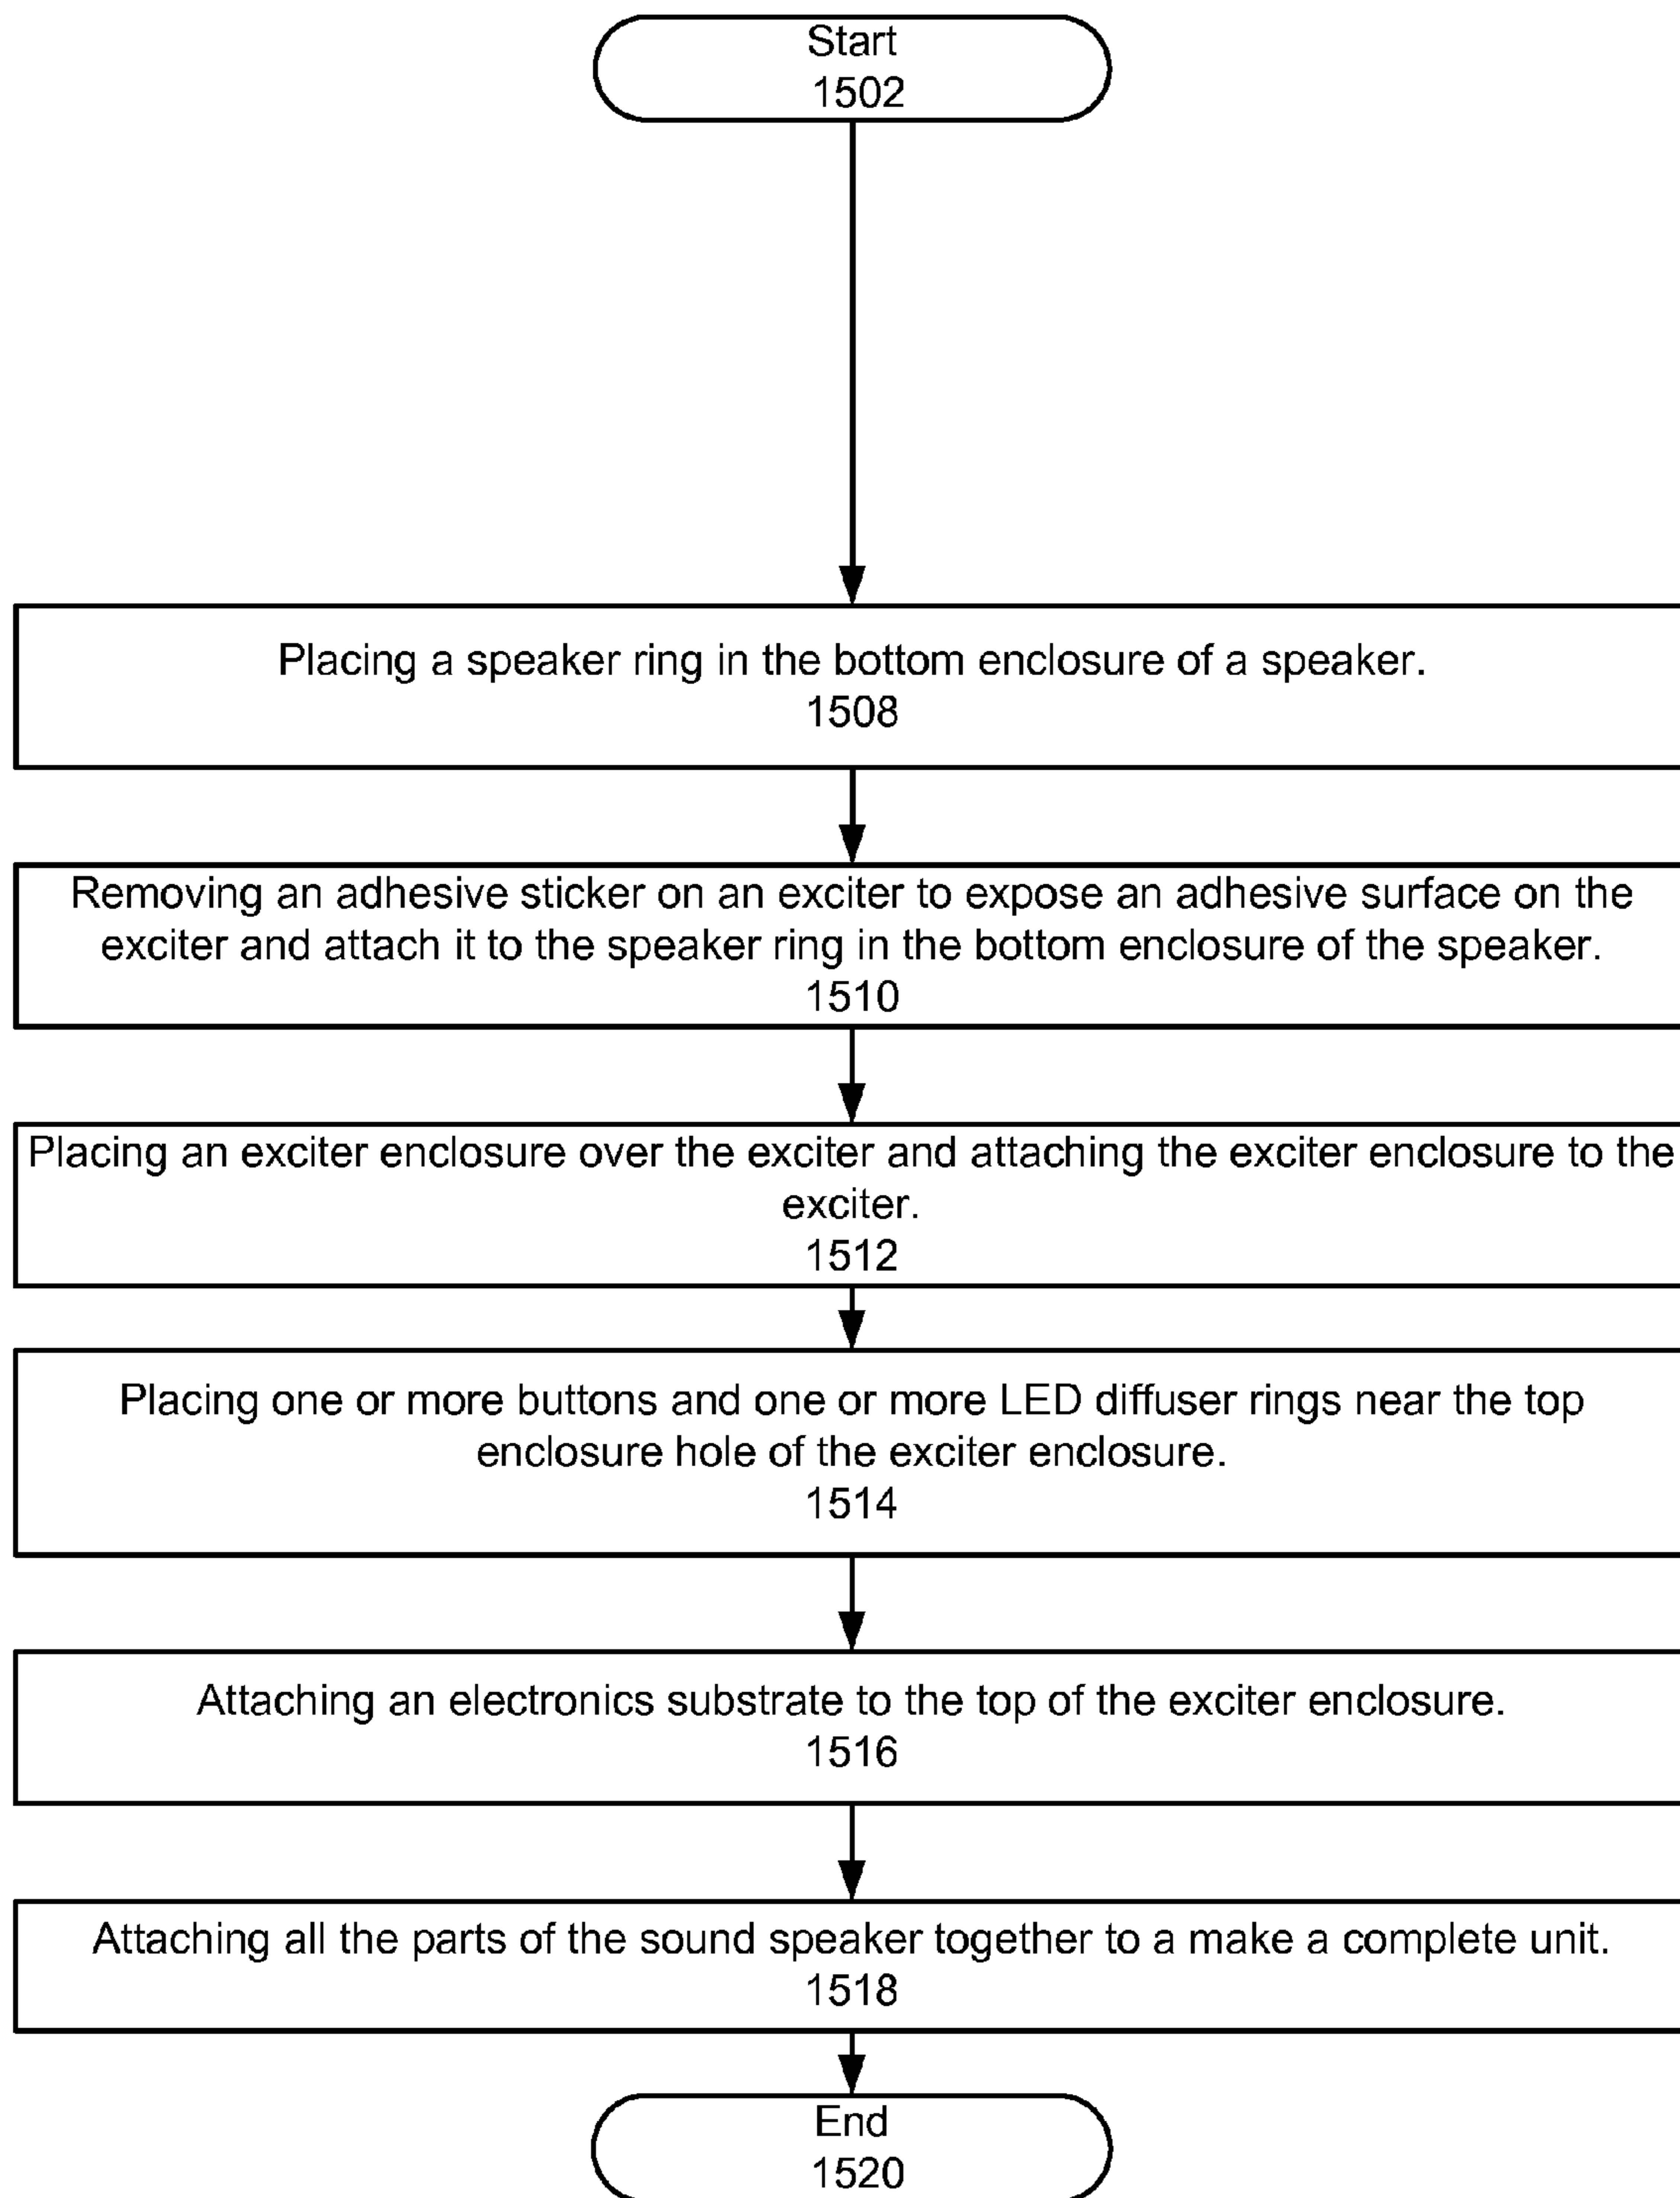 Start
1502
Placing a speaker ring in the bottom enclosure of a speaker.
1508
Removing an adhesive sticker on an exciter to expose an adhesive surface on the
exciter and attach it to the speaker ring in the bottom enclosure of the speaker.
1510
Placing an exciter enclosure over the exciter and attaching the exciter enclosure to the
exciter.
1512
Placing one or more buttons and one or more LED diffuser rings near the top
enclosure hole of the exciter enclosure.
1514
Attaching an electronics substrate to the top of the exciter enclosure.
1516
Attaching all the parts of the sound speaker together to a make a complete unit.
1518
End
1520